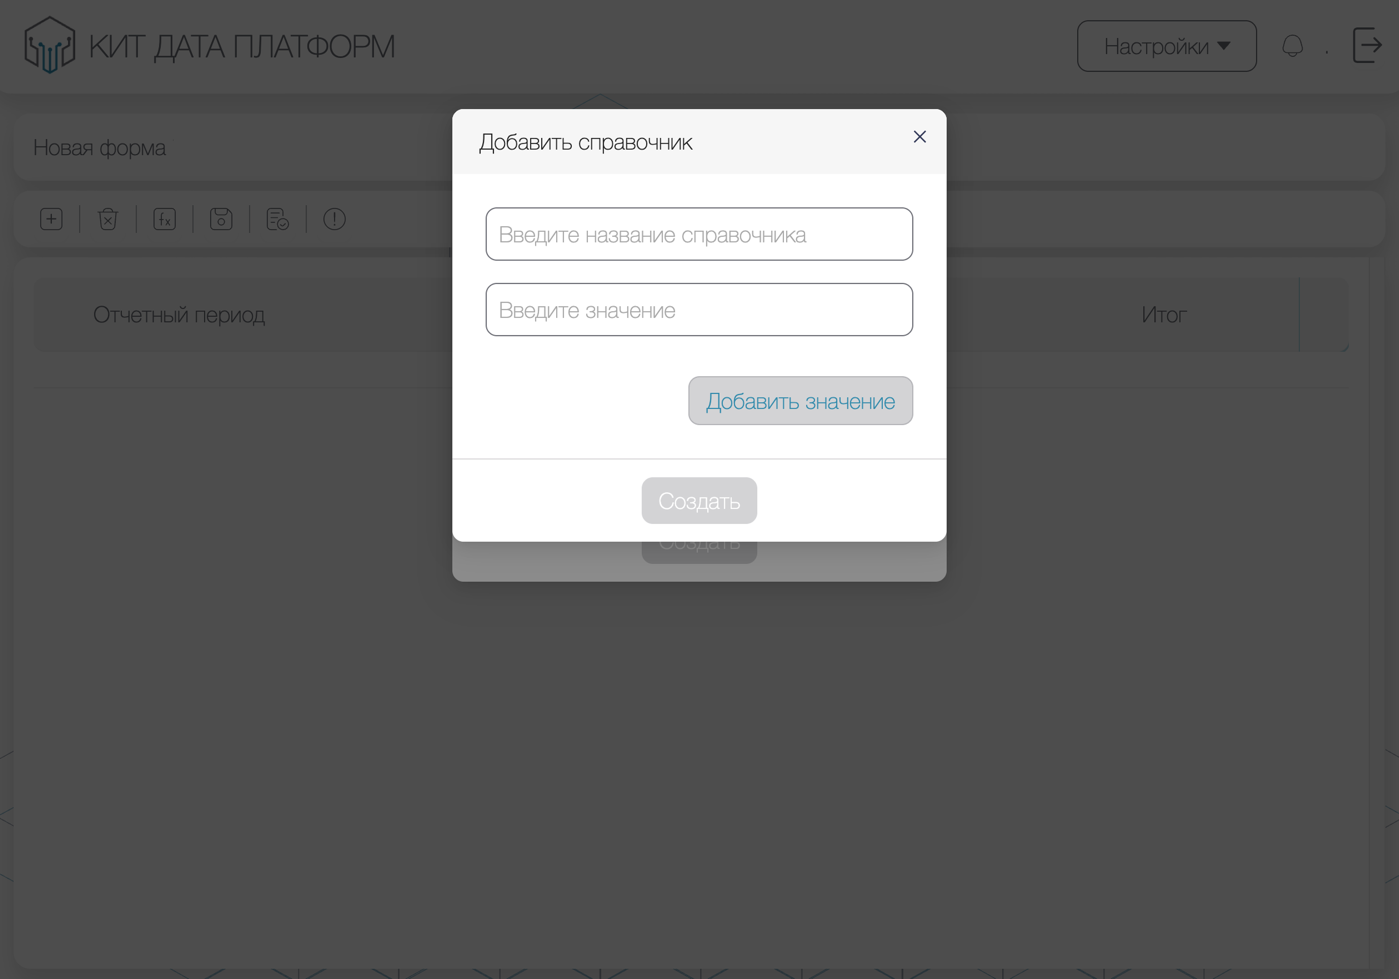 КИТ ДАТА ПЛАТФОРМ
Настройки
Новая форма
Добавить справочник
Введите название справочника
Введите значение
Отчетный период
Итог
Добавить значение
Создать
Создать